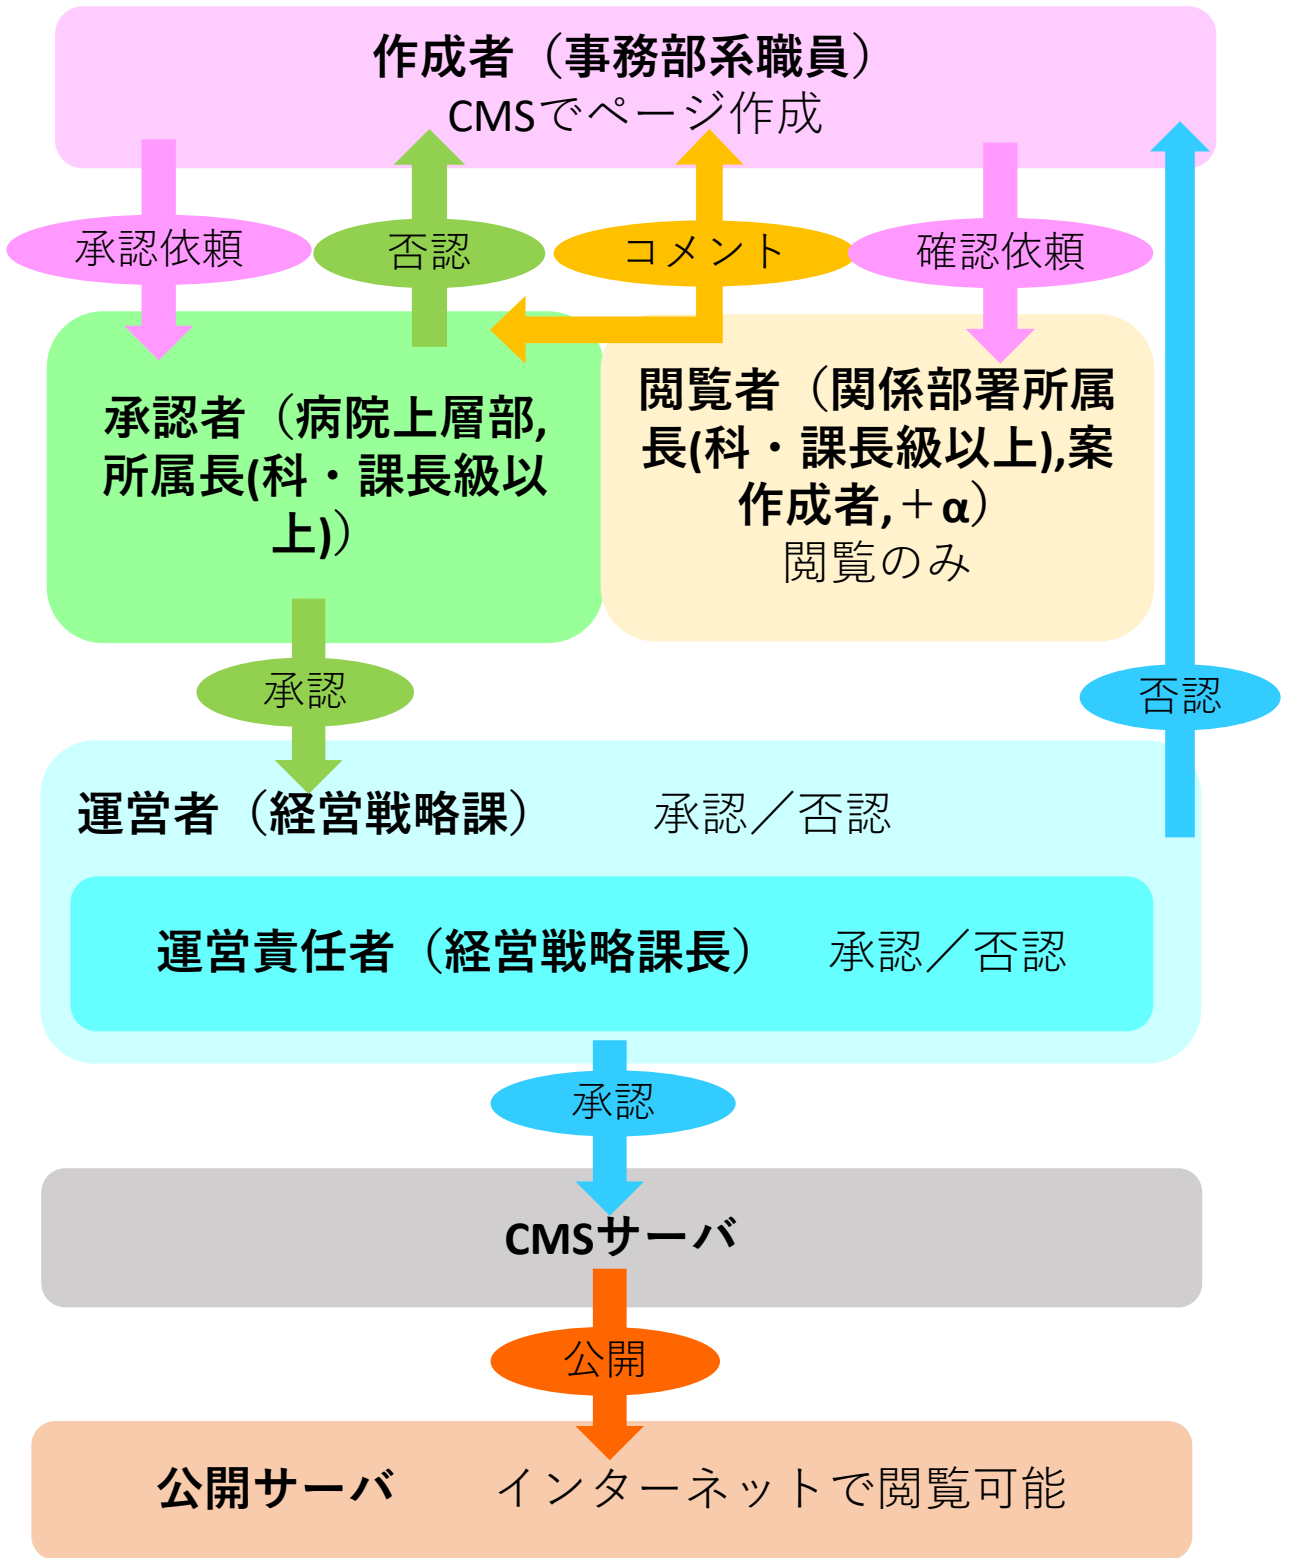 作成者（事務部系職員）
CMSでページ作成
承認依頼
否認
コメント
確認依頼
承認者（病院上層部,
所属長(科・課長級以
上)）
閲覧者（関係部署所属
長(科・課長級以上),案
作成者,＋α）
閲覧のみ
承認
否認
運営者（経営戦略課）　　承認／否認
運営責任者（経営戦略課長）　承認／否認
承認
CMSサーバ
公開
公開サーバ　　インターネットで閲覧可能